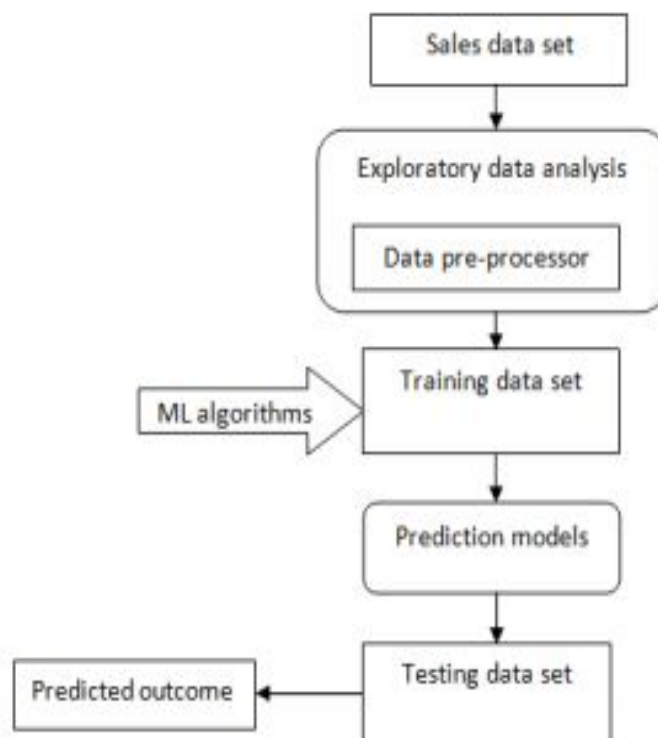 Sales data set
Exploratory data analysis
Data pre-processor
Training data set
ML algorithms
Prediction models
Testing data set
Predicted outcome